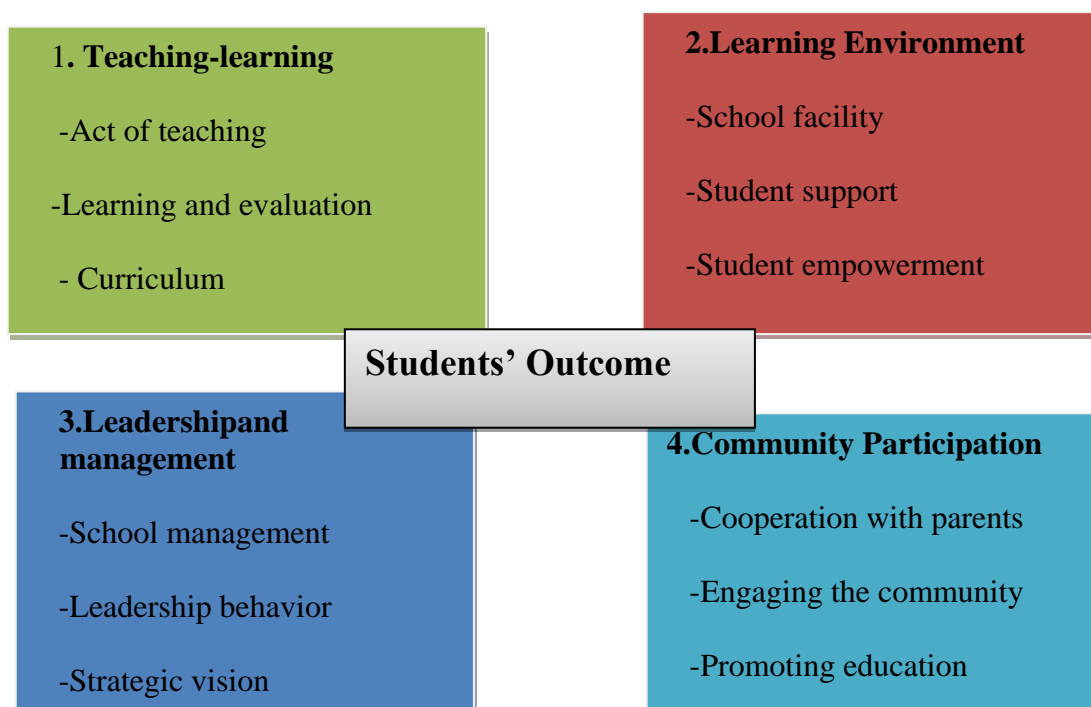 1. Teaching-learning
-Act of teaching
-Learning and evaluation
- Curriculum
2.Learning Environment
-School facility
-Student support
-Student empowerment
Students’ Outcome
3.Leadershipand
management
-School management
-Leadership behavior
-Strategic vision
4.Community Participation
-Cooperation with parents
-Engaging the community
-Promoting education